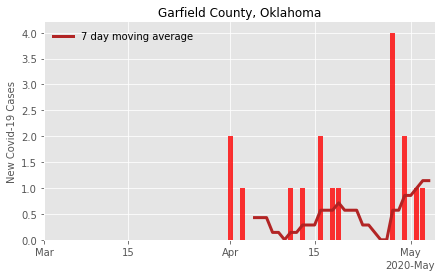 Garfield County, Oklahoma
7 day moving average
New Covid-19 Cases
4.0
3.5
3.0
2.5
2.0
1.5
1.0
0.5
0.0
Mar 15 Apr 15 May
2020-May